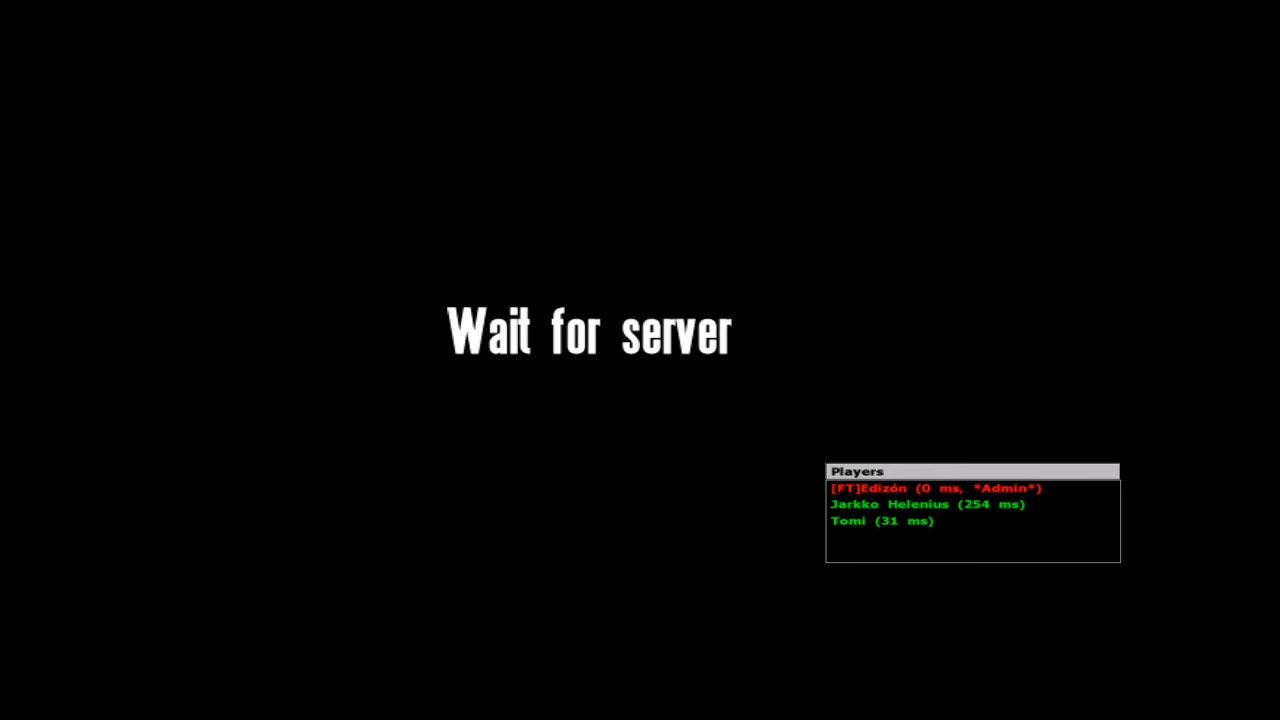 Wait for server
Players
[FT]Edizón (0 ms, *Admin*)
Jarkko Helenius (254 ms)
Tomi (31 ms)